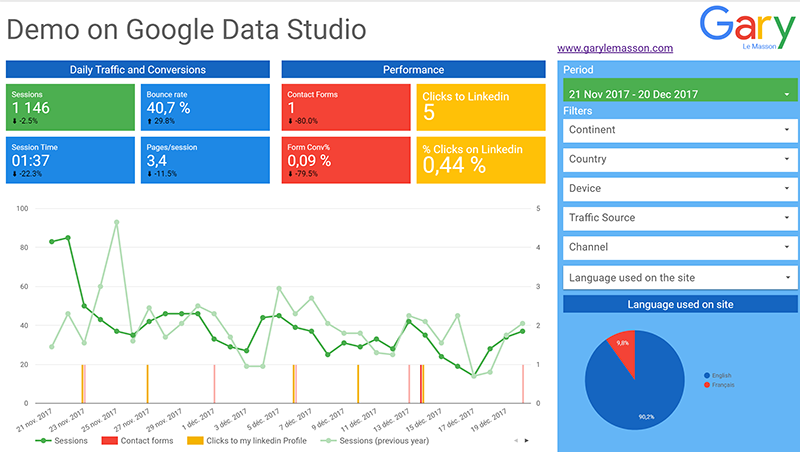 Demo on Google Data Studio
Gary
Le Masson
www.garylemasson.com
Daily Traffic and Conversions
Performance
Period
Sessions
1 146
-2.5%
Bounce rate
40,7 %
29.8%
Contact Forms
1
-80.0%
Clicks to Linkedin
5
21 Nov 2017 - 20 Dec 2017
Filters
Continent
Session Time
01:37
-22.3%
Pages/session
3,4
-11.5%
Form Conv%
0,09 %
-79.5%
% Clicks on Linkedin
0,44 %
Country
Device
Traffic Source
Channel
Language used on the site
Language used on site
9,8%
90,2%
English
Français
100
80
60
40
20
0
5
4
3
2
1
0
21 nov. 2017
23 nov. 2017
25 nov. 2017
27 nov. 2017
29 nov. 2017
1 déc. 2017
3 déc. 2017
5 déc. 2017
7 déc. 2017
9 déc. 2017
11 déc. 2017
13 déc. 2017
15 déc. 2017
17 déc. 2017
19 déc. 2017
Sessions
Contact forms
Clicks to my linkedin Profile
Sessions (previous year)